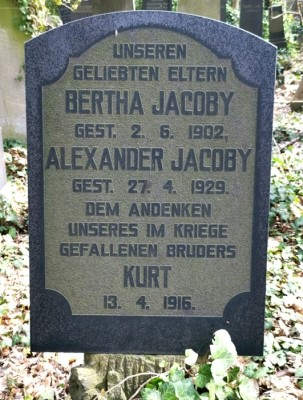 UNSEREN
GELIEBTEN ELTERN
BERTHA JACOBY
GEST. 2. 6. 1902,
ALEXANDER JACOBY
GEST. 27. 4. 1929.
DEM ANDENKEN
UNSERES IM KRIEGE
GEFALLENEN BRUDERS
KURT
13. 4. 1916.